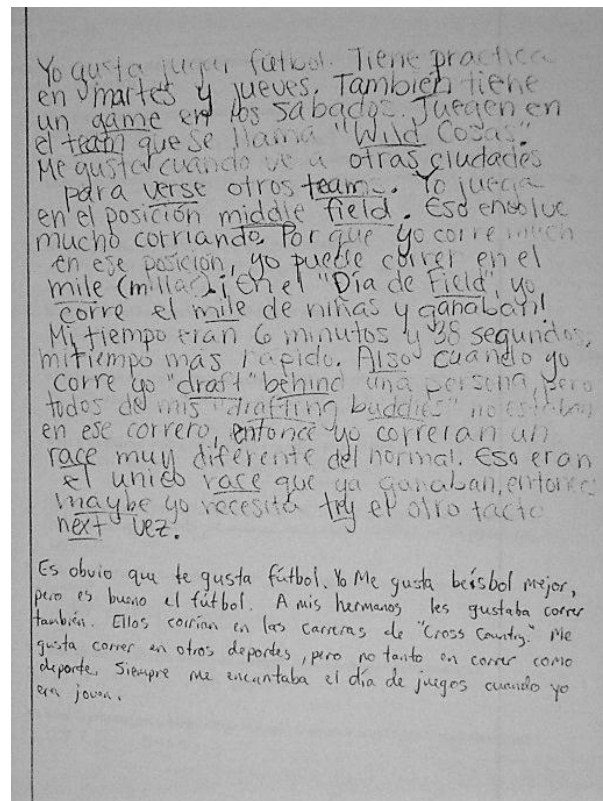 Yo gusta jugar fútbol. Tiene practica
en martes y jueves. También tiene
un game en los sabados. Juegen en
el team que se llama "Wild Cosas".
Me gusta cuando ve a otras ciudades
para verse otros teams. Yo juega
en el posición middle field. Eso enbolue
mucho corriando. Por que yo corre much
en ese posicion, yo puede correr en el
mile (milla). ¡En el "Día de Field", yo
corre el mile de niñas y ganaban!
Mi tiempo eran 6 minutos y 38 segundos,
mi tiempo más rapido. Also cuando yo
corre yo "draft" behind una persona, pero
todos de mis "drafting buddies" no estaban
en ese correro, entonce yo correran un
race muy diferente del normal. Eso eran
el unico race que yo ganaban, entonces
maybe yo necesita try el otro tacto
next vez.
Es obvio que te gusta fútbol. Yo Me gusta beísbol mejor,
pero es bueno el fútbol. A mis hermanos les gustaba correr
también. Ellos corrían en las carreras de "Cross Country." Me
gusta correr en otros deportes, pero no tanto en correr como
deporte. Siempre me encantaba el día de juegos cuando yo
era joven.